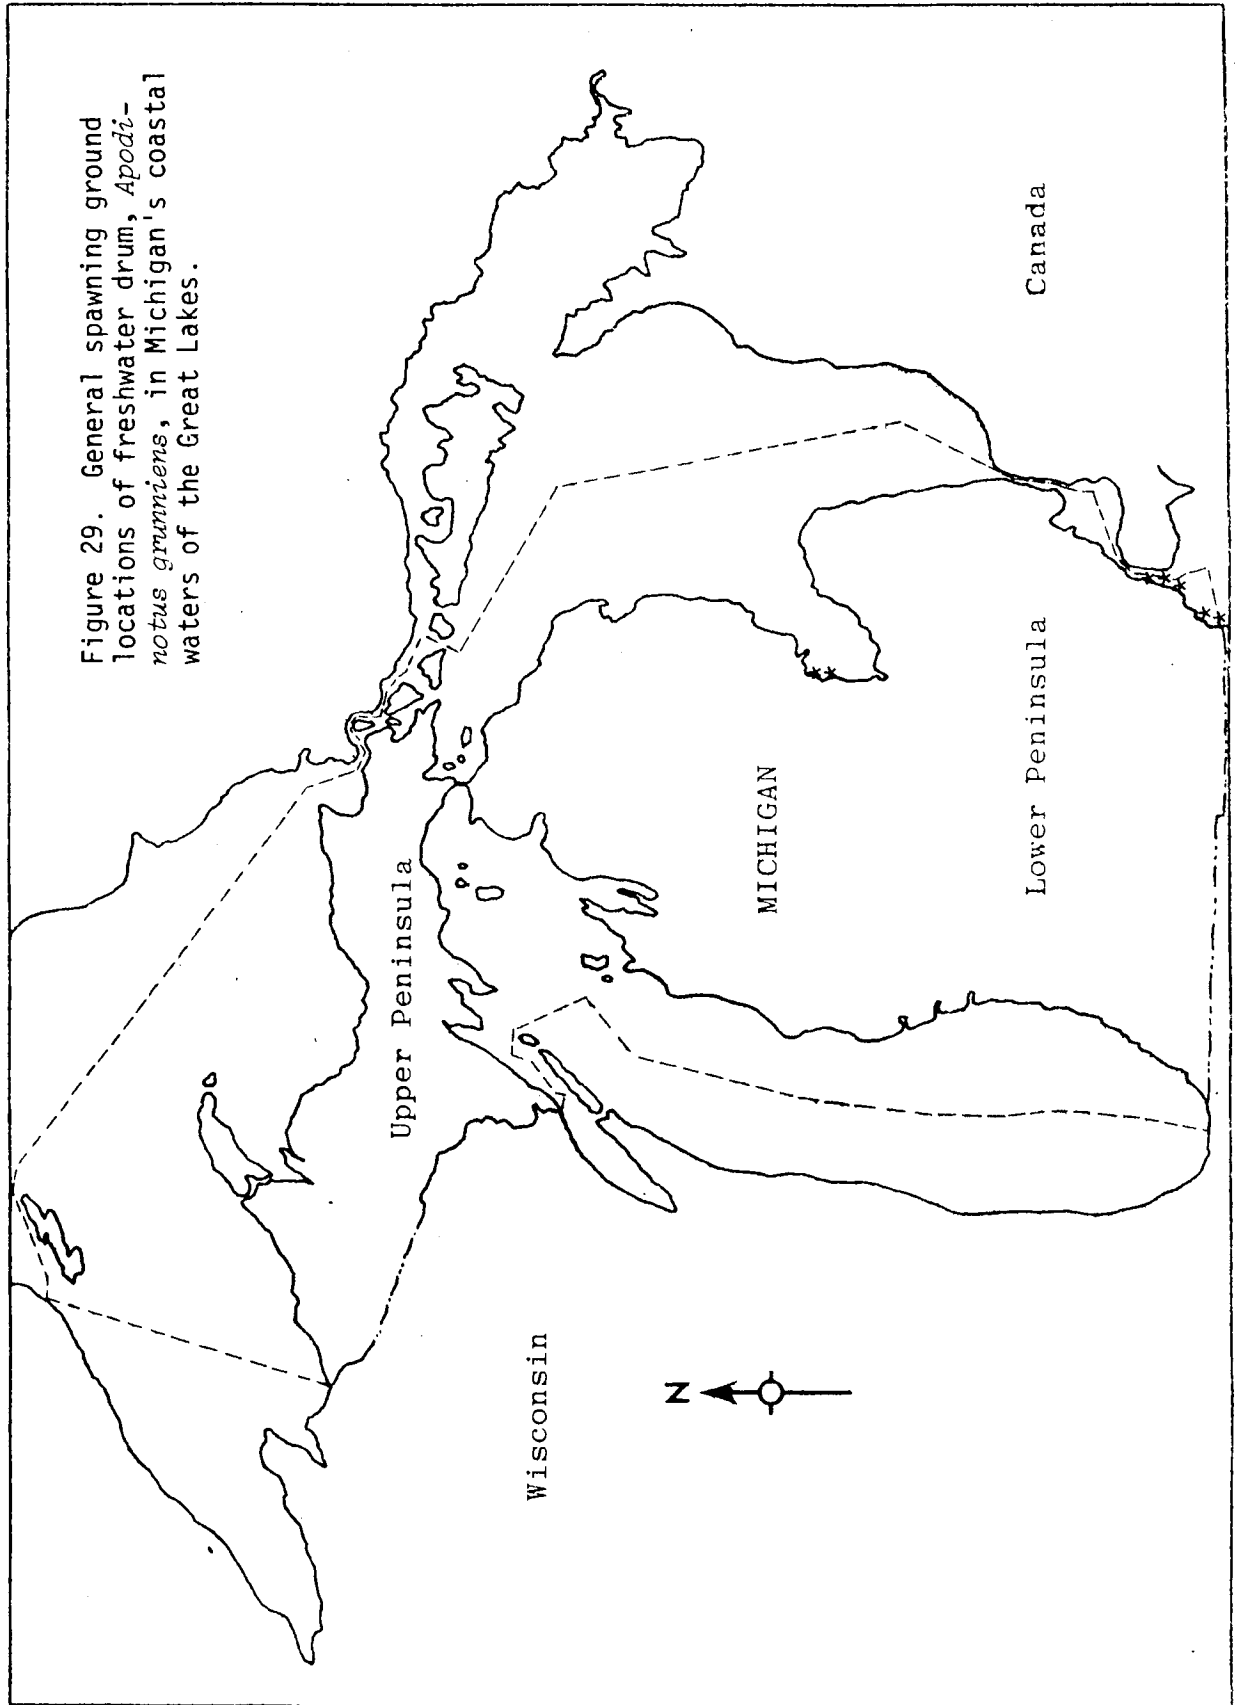 Figure 29. General spawning ground
locations of freshwater drum, Apodi-
notus grunniens, in Michigan's coastal
waters of the Great Lakes.
Upper Peninsula
Wisconsin
N
MICHIGAN
Lower Peninsula
Canada